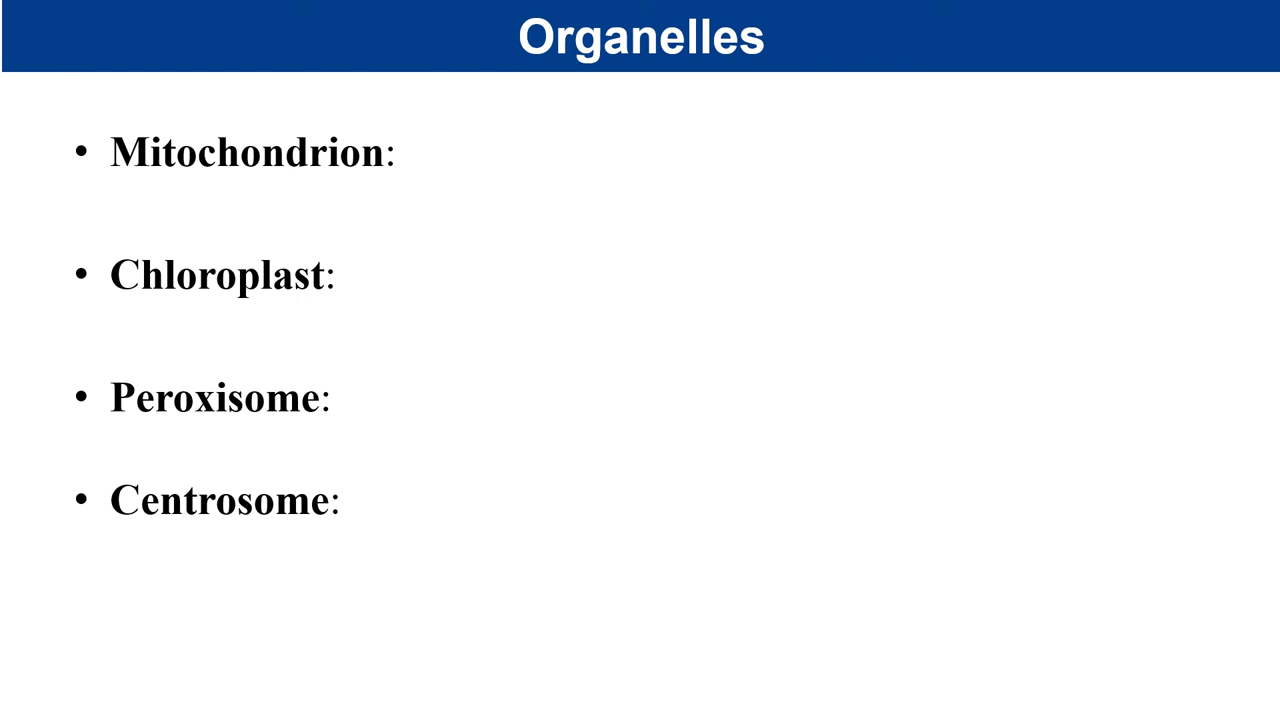 Organelles
• Mitochondrion:
• Chloroplast:
• Peroxisome:
• Centrosome: